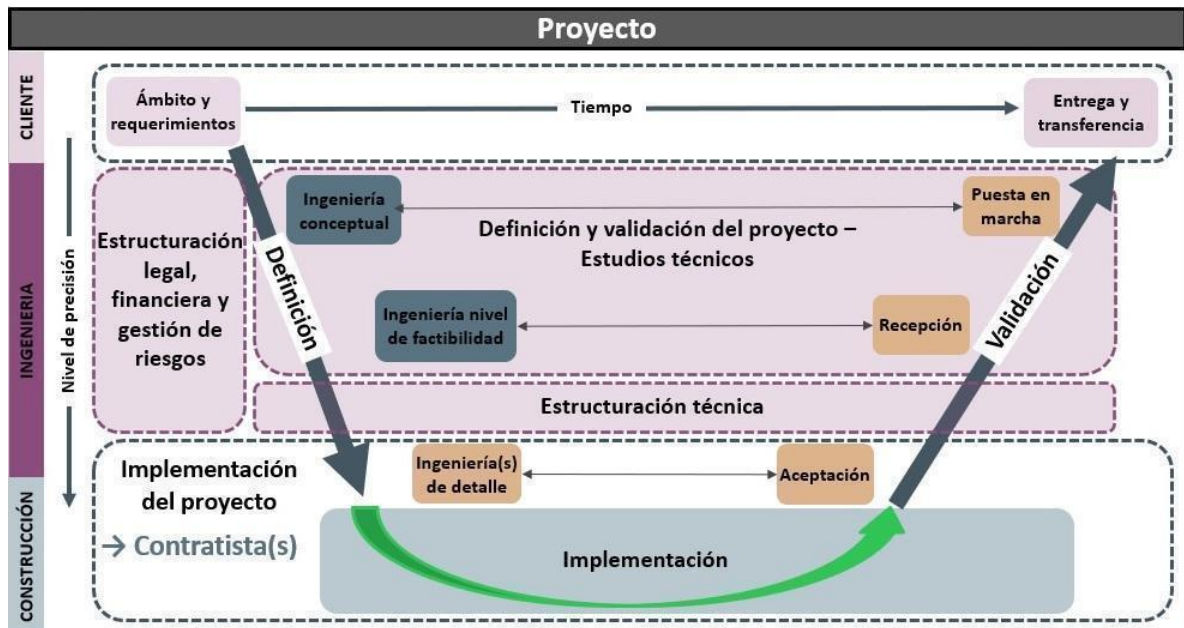 Proyecto
CLIENTE
Ámbito y
requerimientos
Tiempo
Entrega y
transferencia
Nivel de precisión
INGENIERIA
Estructuración
legal,
financiera y
gestión de
riesgos
Definición
Ingeniería
conceptual
Puesta en
marcha
Definición y validación del proyecto –
Estudios técnicos
Ingeniería nivel
de factibilidad
Recepción
Validación
Estructuración técnica
CONSTRUCCIÓN
Implementación
del proyecto
→ Contratista(s)
Ingeniería(s)
de detalle
Aceptación
Implementación